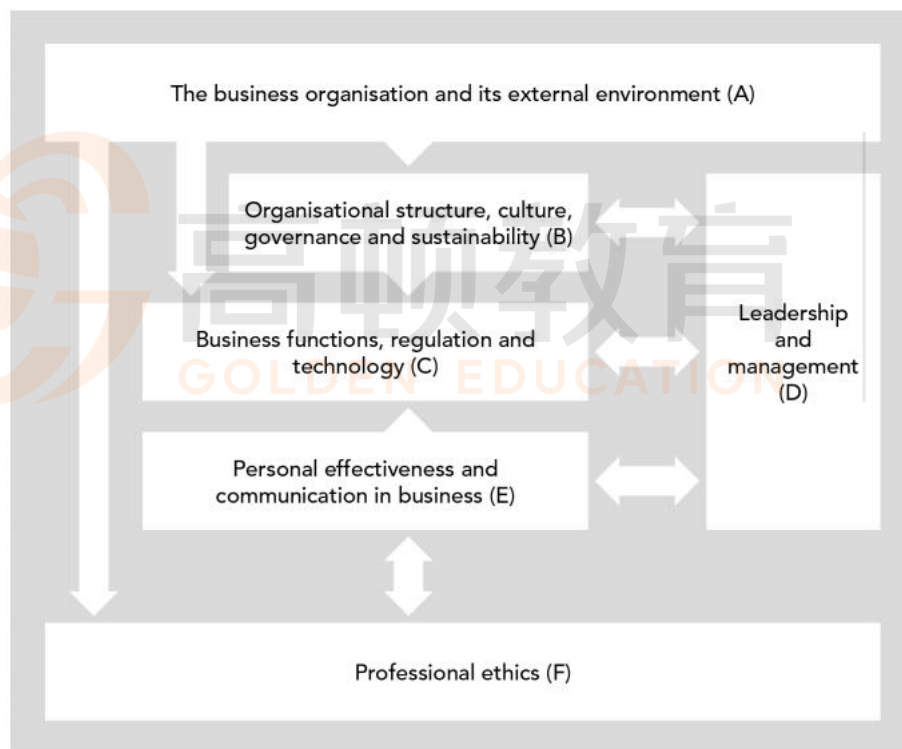 The business organisation and its external environment (A)
Organisational structure, culture,
governance and sustainability (B)
高顿教育
GOLDEN EDUCATION
Business functions, regulation and
technology (C)
Leadership
and
management
(D)
Personal effectiveness and
communication in business (E)
Professional ethics (F)